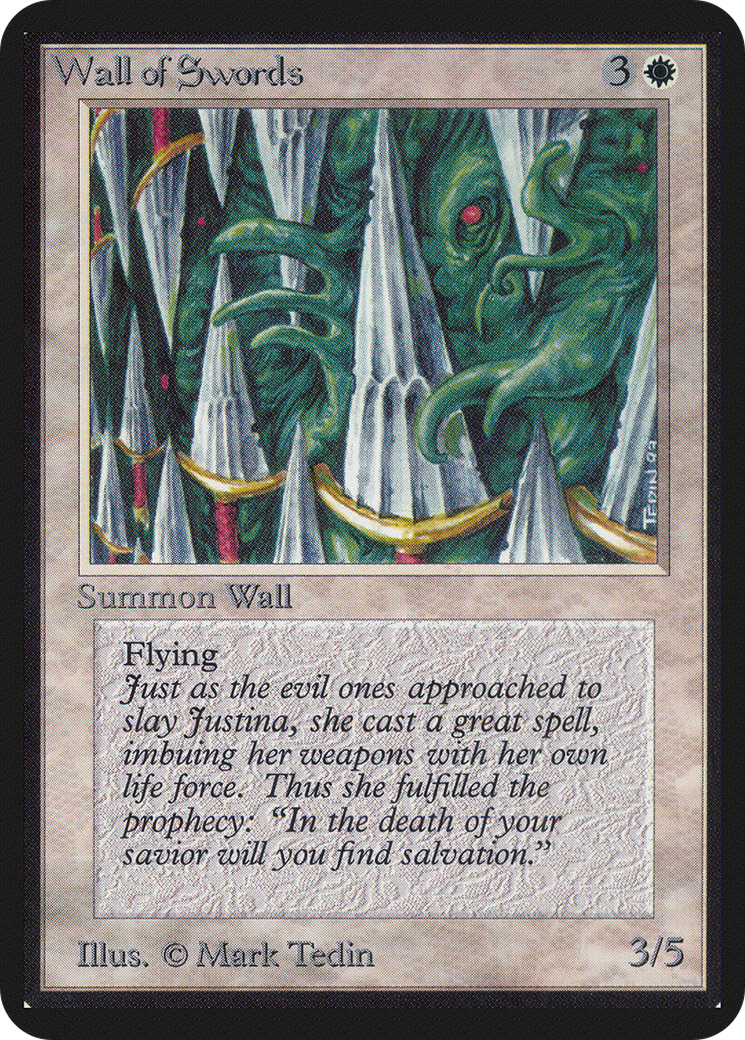 Wall of Swords 3
TEDIN 93
Summon Wall
Flying
Just as the evil ones approached to
slay Justina, she cast a great spell,
imbuing her weapons with her own
life force. Thus she fulfilled the
prophecy: “In the death of your
savior will you find salvation.”
Illus. © Mark Tedin 3/5